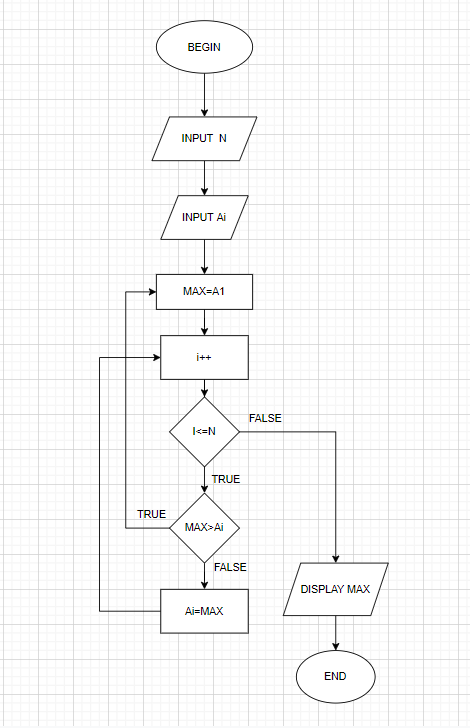 BEGIN
INPUT N
INPUT Ai
MAX=A1
i++
I<=N
FALSE
TRUE
MAX>Ai
TRUE
FALSE
Ai=MAX
DISPLAY MAX
END